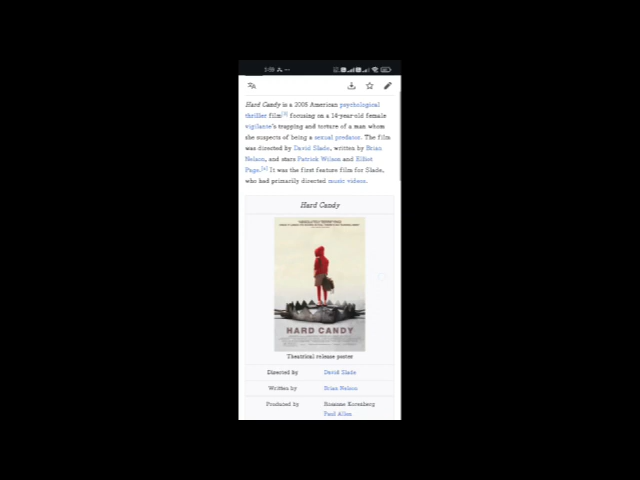 Hard Candy is a 2005 American psychological
thriller film[3] focusing on a 14-year-old female
vigilante's trapping and torture of a man whom
she suspects of being a sexual predator. The film
was directed by David Slade, written by Brian
Nelson, and stars Patrick Wilson and Elliot
Page.[4] It was the first feature film for Slade,
who had primarily directed music videos.
Hard Candy
HARD CANDY
Theatrical release poster
Directed by David Slade
Written by Brian Nelson
Produced by Rosanne Korenberg
Paul Allen